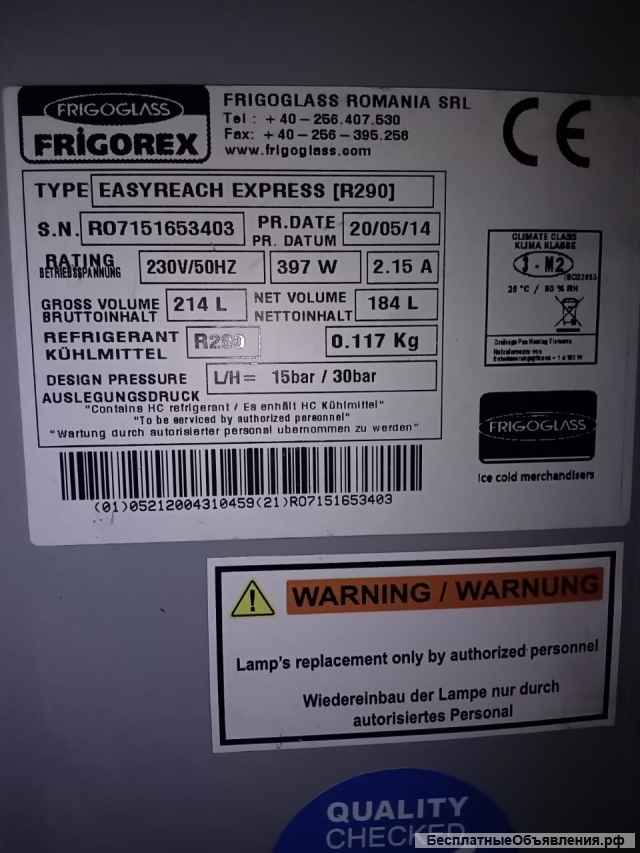 FRIGOGLASS
FRIGOREX
FRIGOGLASS ROMANIA SRL
Tel : + 40-256.407.530
Fax: + 40-256-395.258
www.frigoglass.com
CE
TYPE EASYREACH EXPRESS [R290]
S.N. RO7151653403 PR.DATE 20/05/14
PR. DATUM
RATING 230V/50HZ 397 W 2.15 A
BETRIEBSSPANNUNG
GROSS VOLUME 214 L NET VOLUME 184 L
BRUTTOINHALT NETTOINHALT
REFRIGERANT R290 0.117 Kg
KÜHLMITTEL
DESIGN PRESSURE L/H= 15bar / 30bar
AUSLEGUNGSDRUCK
"Contains HC refrigerant / Es enhält HC Kühlmittel"
"To be serviced by authorized personnel"
"Wartung durch autorisierter personal ubernommen zu werden"
(01)05212004310459(21)RO7151653403
CLIMATE CLASS
KLIMA KLASSE
3 - M2
25 °C / 60 % RH
FRIGOGLASS
Ice cold merchandisers
WARNING / WARNUNG
Lamp's replacement only by authorized personnel
Wiedereinbau der Lampe nur durch
autorisiertes Personal
QUALITY
CHECKED
БесплатныеОбъявления.рф